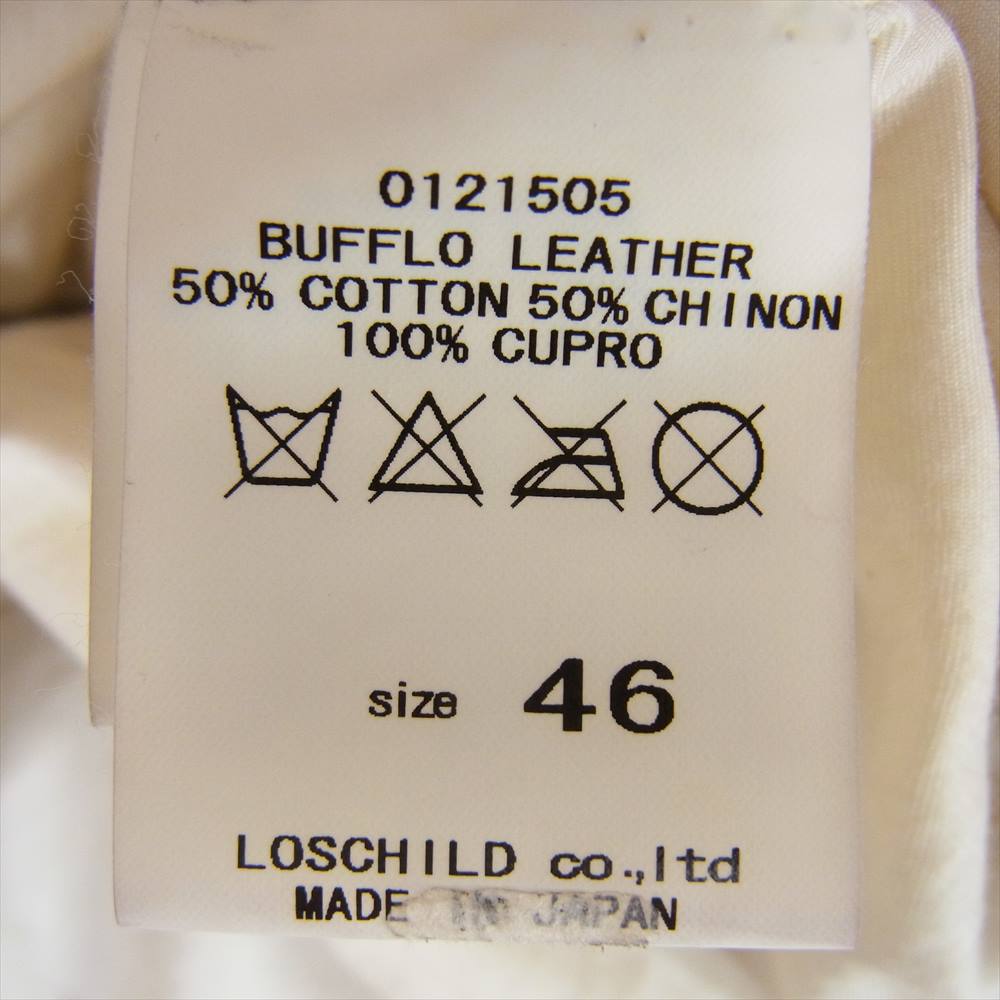 0121505
BUFFLO LEATHER
50% COTTON 50% CHINON
100% CUPRO
size 46
LOSCHILD co.,ltd
MADE IN JAPAN